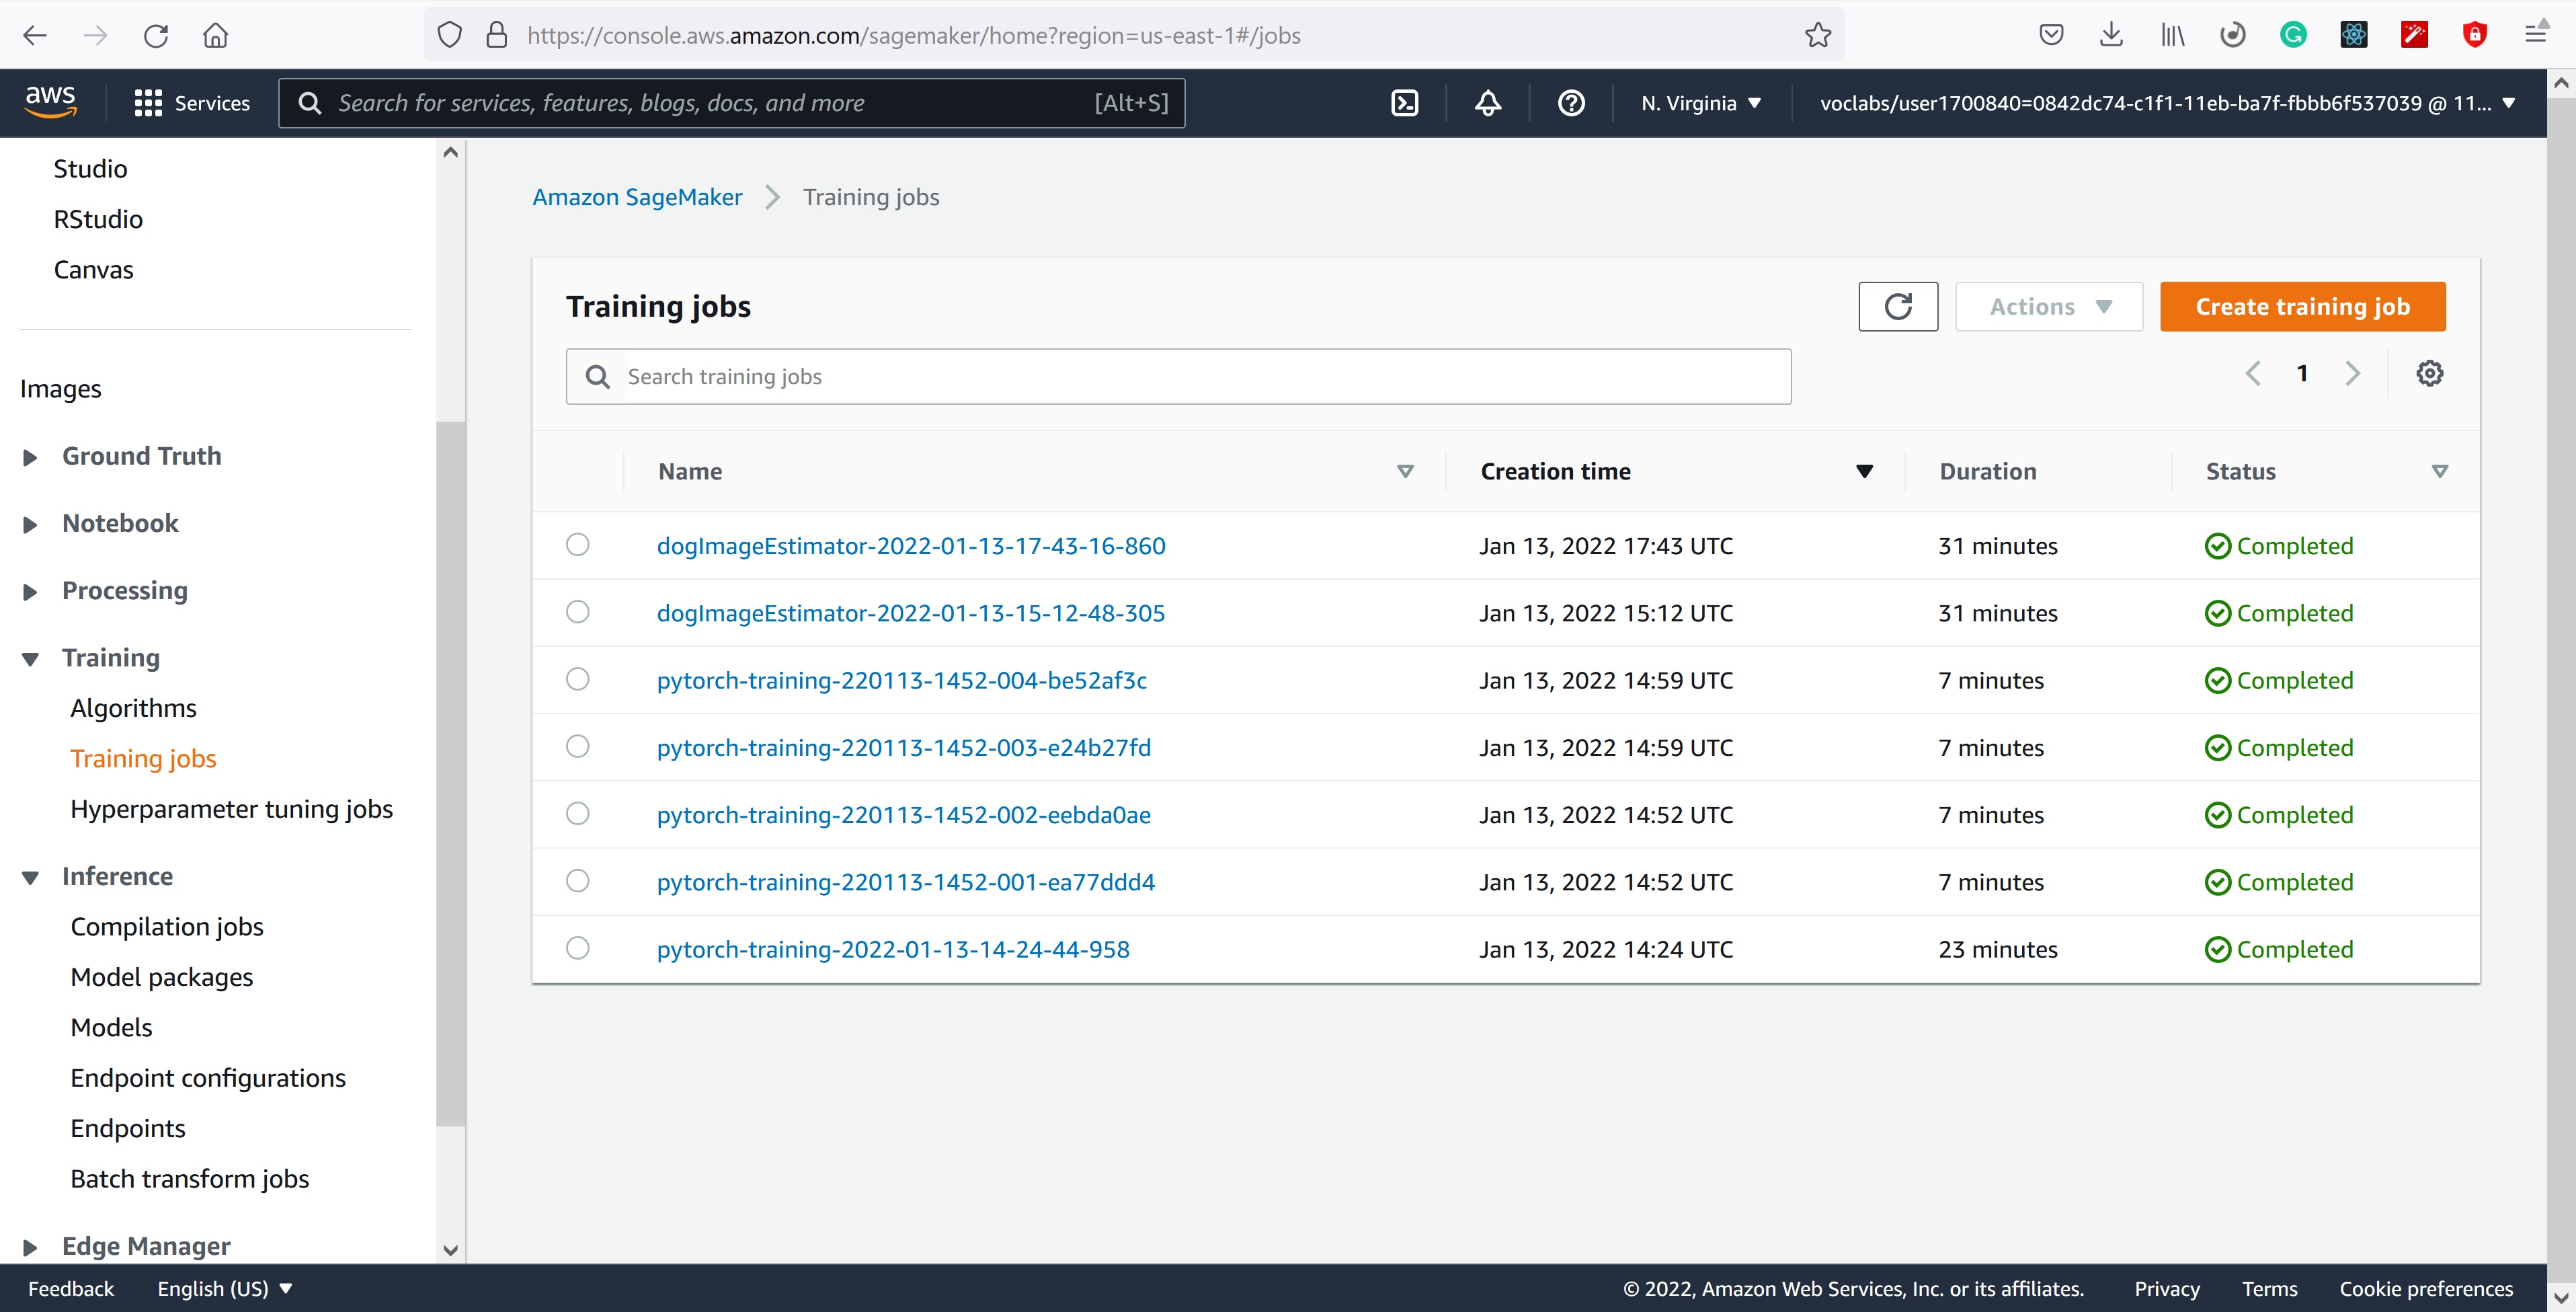 https://console.aws.amazon.com/sagemaker/home?region=us-east-1#/jobs
aws
Services
Search for services, features, blogs, docs, and more
[Alt+S]
N. Virginia
voclabs/user1700840=0842dc74-c1f1-11eb-ba7f-fbbb6f537039 @ 11...
Studio
RStudio
Canvas
Images
Ground Truth
Notebook
Processing
Training
Algorithms
Training jobs
Hyperparameter tuning jobs
Inference
Compilation jobs
Model packages
Models
Endpoint configurations
Endpoints
Batch transform jobs
Edge Manager
Amazon SageMaker > Training jobs
Training jobs
Actions
Create training job
Search training jobs
1
Name Creation time Duration Status
dogImageEstimator-2022-01-13-17-43-16-860 Jan 13, 2022 17:43 UTC 31 minutes Completed
dogImageEstimator-2022-01-13-15-12-48-305 Jan 13, 2022 15:12 UTC 31 minutes Completed
pytorch-training-220113-1452-004-be52af3c Jan 13, 2022 14:59 UTC 7 minutes Completed
pytorch-training-220113-1452-003-e24b27fd Jan 13, 2022 14:59 UTC 7 minutes Completed
pytorch-training-220113-1452-002-eebda0ae Jan 13, 2022 14:52 UTC 7 minutes Completed
pytorch-training-220113-1452-001-ea77ddd4 Jan 13, 2022 14:52 UTC 7 minutes Completed
pytorch-training-2022-01-13-14-24-44-958 Jan 13, 2022 14:24 UTC 23 minutes Completed
Feedback
English (US)
© 2022, Amazon Web Services, Inc. or its affiliates.
Privacy
Terms
Cookie preferences